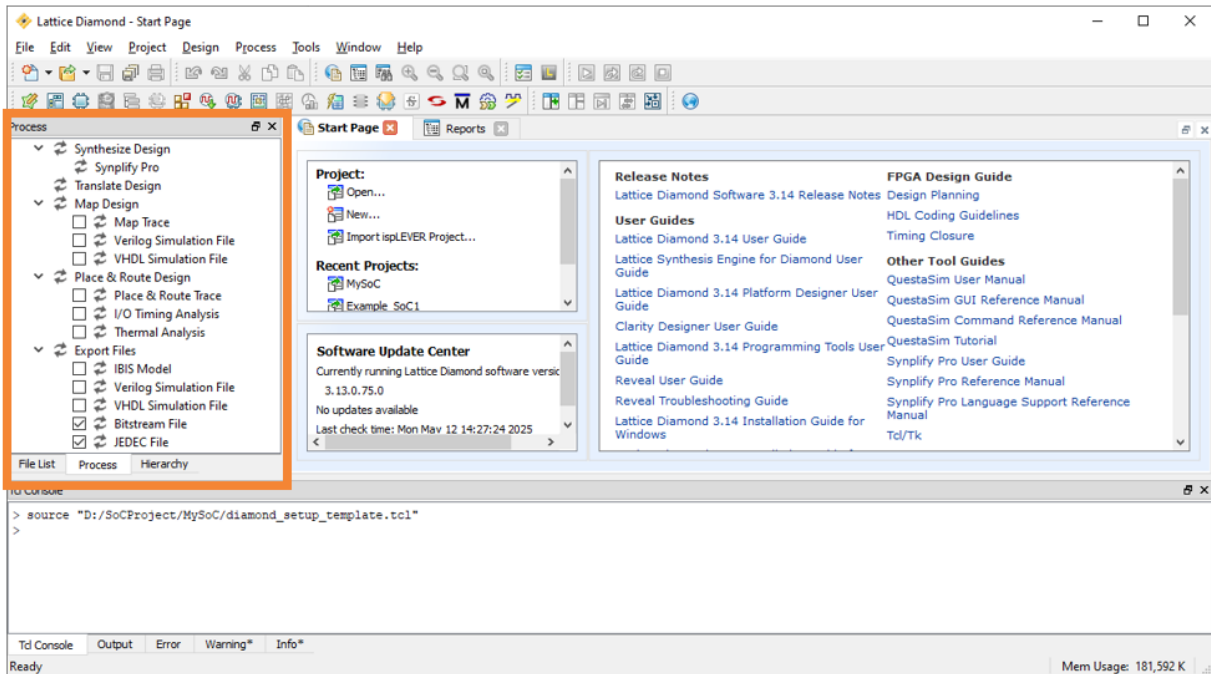 Lattice Diamond - Start Page
File Edit View Project Design Process Tools Window Help
Process
Synthesize Design
Synplify Pro
Translate Design
Map Design
Map Trace
Verilog Simulation File
VHDL Simulation File
Place & Route Design
Place & Route Trace
I/O Timing Analysis
Thermal Analysis
Export Files
IBIS Model
Verilog Simulation File
VHDL Simulation File
Bitstream File
JEDEC File
File List Process Hierarchy
Start Page Reports
Project:
Open...
New...
Import ispLEVER Project...
Recent Projects:
MySoC
Example_SoC1
Software Update Center
Currently running Lattice Diamond software versic
3.13.0.75.0
No updates available
Last check time: Mon May 12 14:27:24 2025
Release Notes
Lattice Diamond Software 3.14 Release Notes
User Guides
Lattice Diamond 3.14 User Guide
Lattice Synthesis Engine for Diamond User
Guide
Lattice Diamond 3.14 Platform Designer User
Guide
Clarity Designer User Guide
Lattice Diamond 3.14 Programming Tools User
Guide
Reveal User Guide
Reveal Troubleshooting Guide
Lattice Diamond 3.14 Installation Guide for
Windows
FPGA Design Guide
Design Planning
HDL Coding Guidelines
Timing Closure
Other Tool Guides
QuestaSim User Manual
QuestaSim GUI Reference Manual
QuestaSim Command Reference Manual
QuestaSim Tutorial
Synplify Pro User Guide
Synplify Pro Reference Manual
Synplify Pro Language Support Reference
Manual
Tcl/Tk
Tcl Console
> source "D:/SoCProject/MySoC/diamond_setup_template.tcl"
>
Tcl Console Output Error Warning* Info*
Ready Mem Usage: 181,592 K